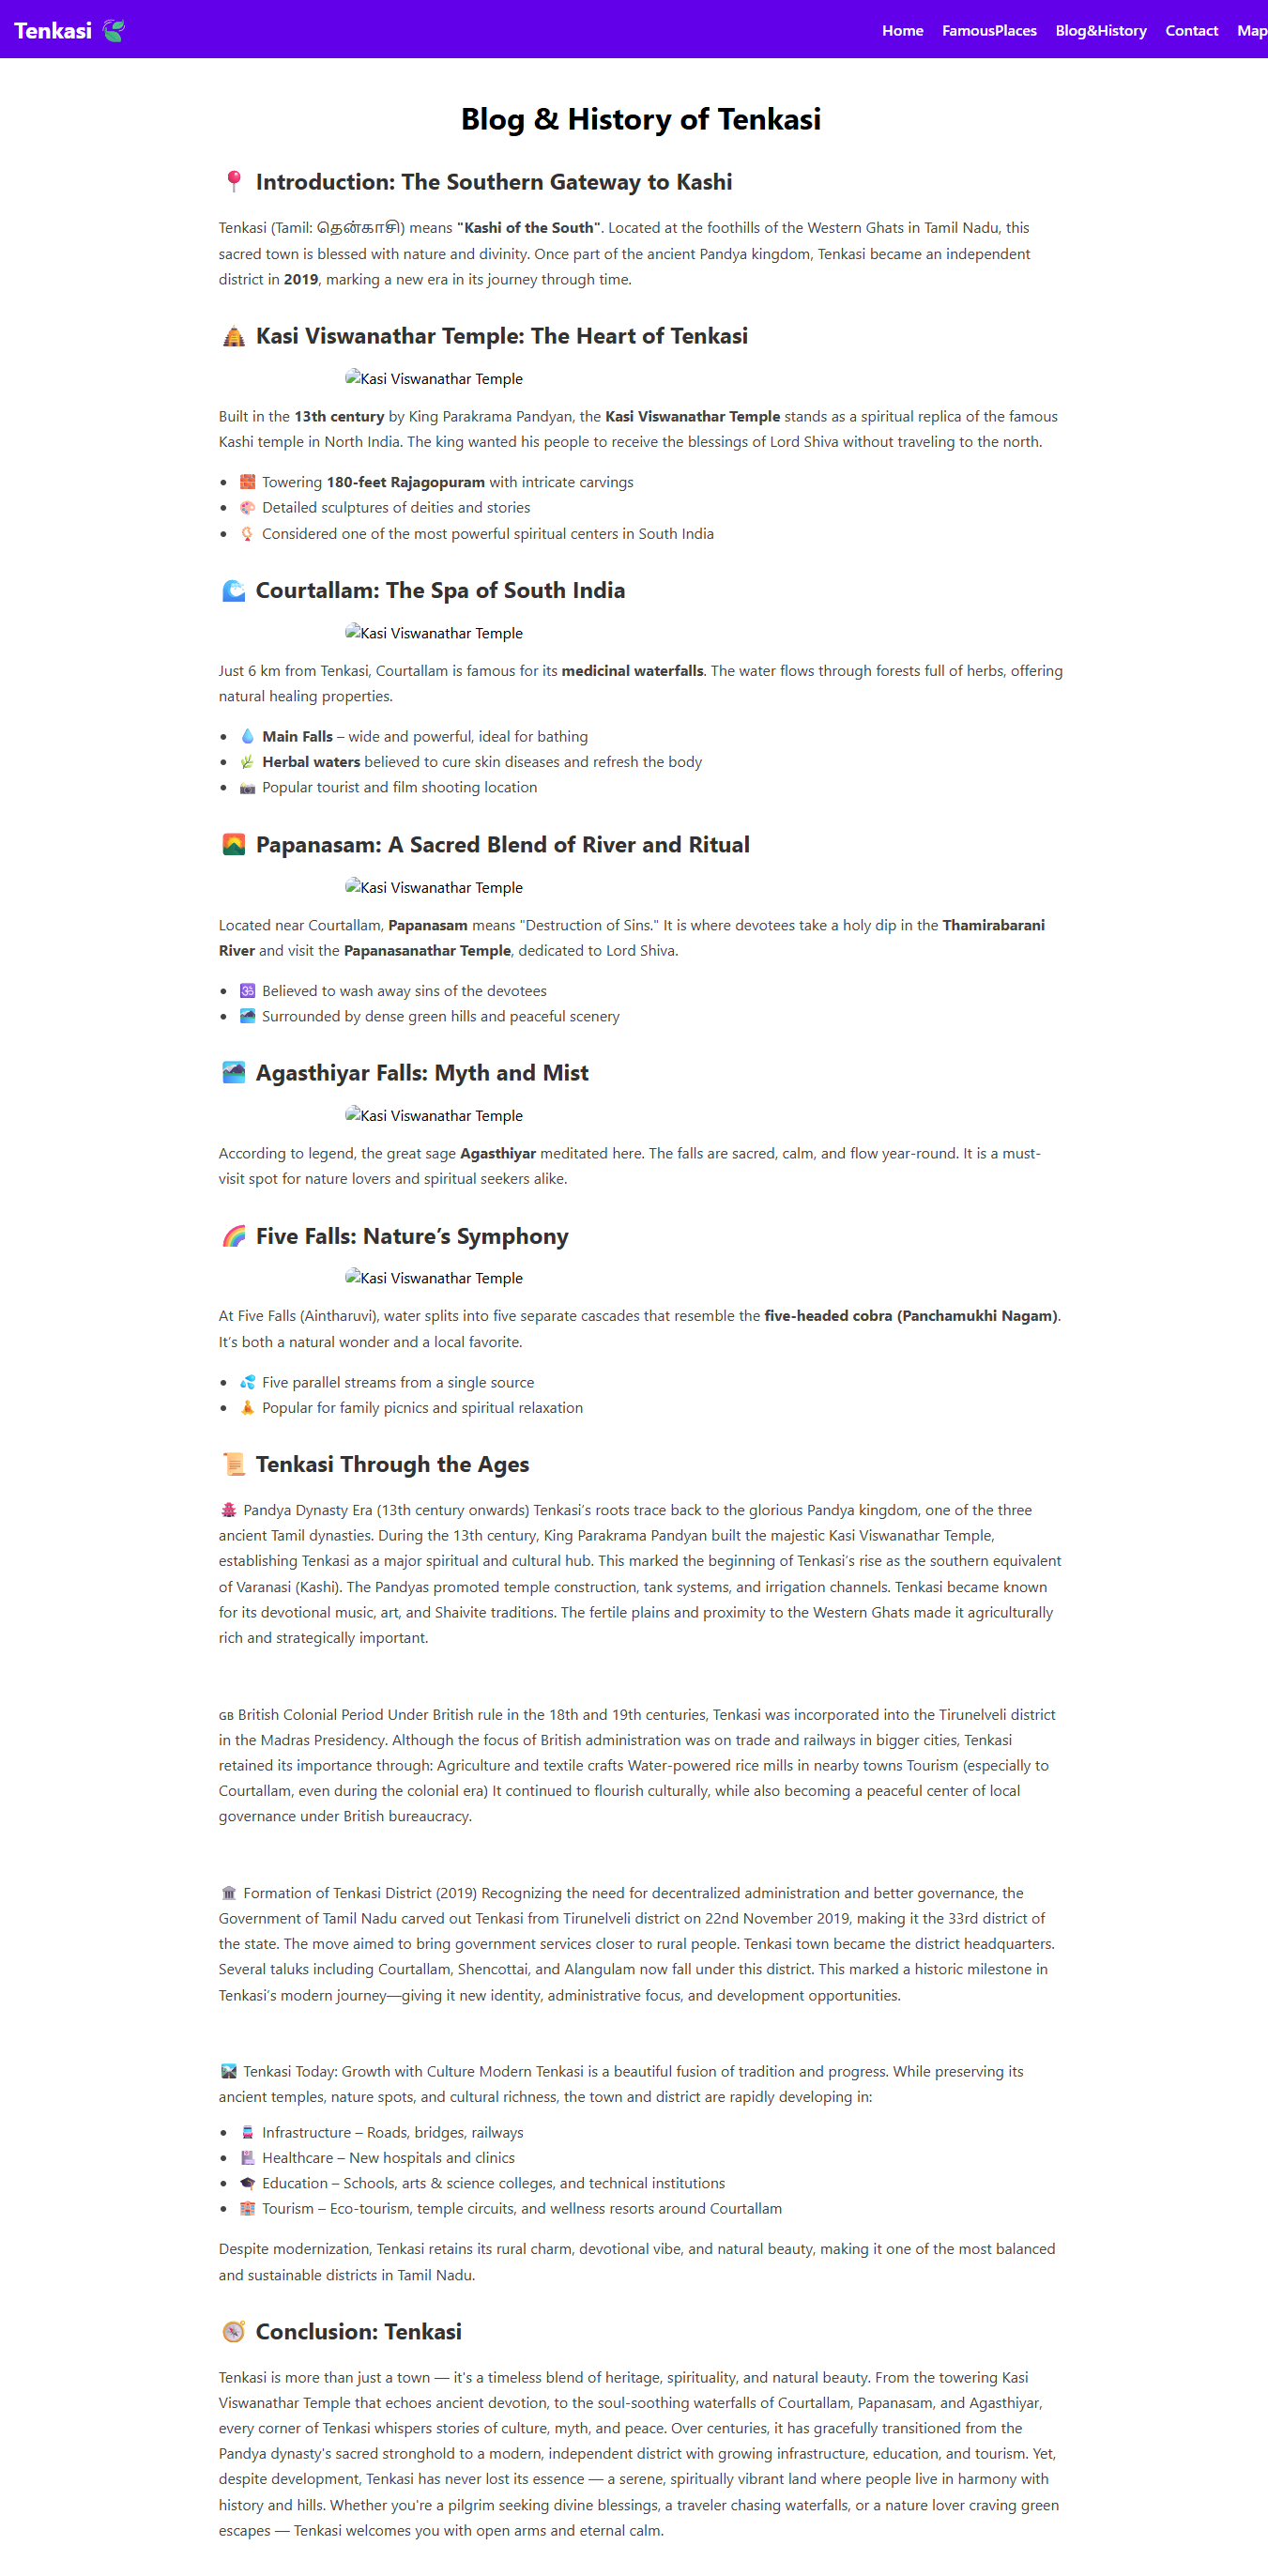 Tenkasi 🍃
Home FamousPlaces Blog&History Contact Map
Blog & History of Tenkasi
📍 Introduction: The Southern Gateway to Kashi
Tenkasi (Tamil: தென்காசி) means "Kashi of the South". Located at the foothills of the Western Ghats in Tamil Nadu, this
sacred town is blessed with nature and divinity. Once part of the ancient Pandya kingdom, Tenkasi became an independent
district in 2019, marking a new era in its journey through time.
🛕 Kasi Viswanathar Temple: The Heart of Tenkasi
Kasi Viswanathar Temple
Built in the 13th century by King Parakrama Pandyan, the Kasi Viswanathar Temple stands as a spiritual replica of the famous
Kashi temple in North India. The king wanted his people to receive the blessings of Lord Shiva without traveling to the north.
• 🧱 Towering 180-feet Rajagopuram with intricate carvings
• 🎨 Detailed sculptures of deities and stories
• Considered one of the most powerful spiritual centers in South India
🌊 Courtallam: The Spa of South India
Kasi Viswanathar Temple
Just 6 km from Tenkasi, Courtallam is famous for its medicinal waterfalls. The water flows through forests full of herbs, offering
natural healing properties.
• 💧 Main Falls – wide and powerful, ideal for bathing
• 🌿 Herbal waters believed to cure skin diseases and refresh the body
• 📸 Popular tourist and film shooting location
🌄 Papanasam: A Sacred Blend of River and Ritual
Kasi Viswanathar Temple
Located near Courtallam, Papanasam means "Destruction of Sins." It is where devotees take a holy dip in the Thamirabarani
River and visit the Papanasanathar Temple, dedicated to Lord Shiva.
• 🕉 Believed to wash away sins of the devotees
• 🏞 Surrounded by dense green hills and peaceful scenery
🏞 Agasthiyar Falls: Myth and Mist
Kasi Viswanathar Temple
According to legend, the great sage Agasthiyar meditated here. The falls are sacred, calm, and flow year-round. It is a must-
visit spot for nature lovers and spiritual seekers alike.
🌈 Five Falls: Nature’s Symphony
Kasi Viswanathar Temple
At Five Falls (Aintharuvi), water splits into five separate cascades that resemble the five-headed cobra (Panchamukhi Nagam).
It’s both a natural wonder and a local favorite.
• 💦 Five parallel streams from a single source
• 🧘 Popular for family picnics and spiritual relaxation
📜 Tenkasi Through the Ages
🏯 Pandya Dynasty Era (13th century onwards) Tenkasi’s roots trace back to the glorious Pandya kingdom, one of the three
ancient Tamil dynasties. During the 13th century, King Parakrama Pandyan built the majestic Kasi Viswanathar Temple,
establishing Tenkasi as a major spiritual and cultural hub. This marked the beginning of Tenkasi’s rise as the southern equivalent
of Varanasi (Kashi). The Pandyas promoted temple construction, tank systems, and irrigation channels. Tenkasi became known
for its devotional music, art, and Shaivite traditions. The fertile plains and proximity to the Western Ghats made it agriculturally
rich and strategically important.
GB British Colonial Period Under British rule in the 18th and 19th centuries, Tenkasi was incorporated into the Tirunelveli district
in the Madras Presidency. Although the focus of British administration was on trade and railways in bigger cities, Tenkasi
retained its importance through: Agriculture and textile crafts Water-powered rice mills in nearby towns Tourism (especially to
Courtallam, even during the colonial era) It continued to flourish culturally, while also becoming a peaceful center of local
governance under British bureaucracy.
🏛 Formation of Tenkasi District (2019) Recognizing the need for decentralized administration and better governance, the
Government of Tamil Nadu carved out Tenkasi from Tirunelveli district on 22nd November 2019, making it the 33rd district of
the state. The move aimed to bring government services closer to rural people. Tenkasi town became the district headquarters.
Several taluks including Courtallam, Shencottai, and Alangulam now fall under this district. This marked a historic milestone in
Tenkasi’s modern journey—giving it new identity, administrative focus, and development opportunities.
🏞 Tenkasi Today: Growth with Culture Modern Tenkasi is a beautiful fusion of tradition and progress. While preserving its
ancient temples, nature spots, and cultural richness, the town and district are rapidly developing in:
• 🚆 Infrastructure – Roads, bridges, railways
• 🏥 Healthcare – New hospitals and clinics
• 🎓 Education – Schools, arts & science colleges, and technical institutions
• 🏨 Tourism – Eco-tourism, temple circuits, and wellness resorts around Courtallam
Despite modernization, Tenkasi retains its rural charm, devotional vibe, and natural beauty, making it one of the most balanced
and sustainable districts in Tamil Nadu.
🧭 Conclusion: Tenkasi
Tenkasi is more than just a town — it's a timeless blend of heritage, spirituality, and natural beauty. From the towering Kasi
Viswanathar Temple that echoes ancient devotion, to the soul-soothing waterfalls of Courtallam, Papanasam, and Agasthiyar,
every corner of Tenkasi whispers stories of culture, myth, and peace. Over centuries, it has gracefully transitioned from the
Pandya dynasty's sacred stronghold to a modern, independent district with growing infrastructure, education, and tourism. Yet,
despite development, Tenkasi has never lost its essence — a serene, spiritually vibrant land where people live in harmony with
history and hills. Whether you're a pilgrim seeking divine blessings, a traveler chasing waterfalls, or a nature lover craving green
escapes — Tenkasi welcomes you with open arms and eternal calm.